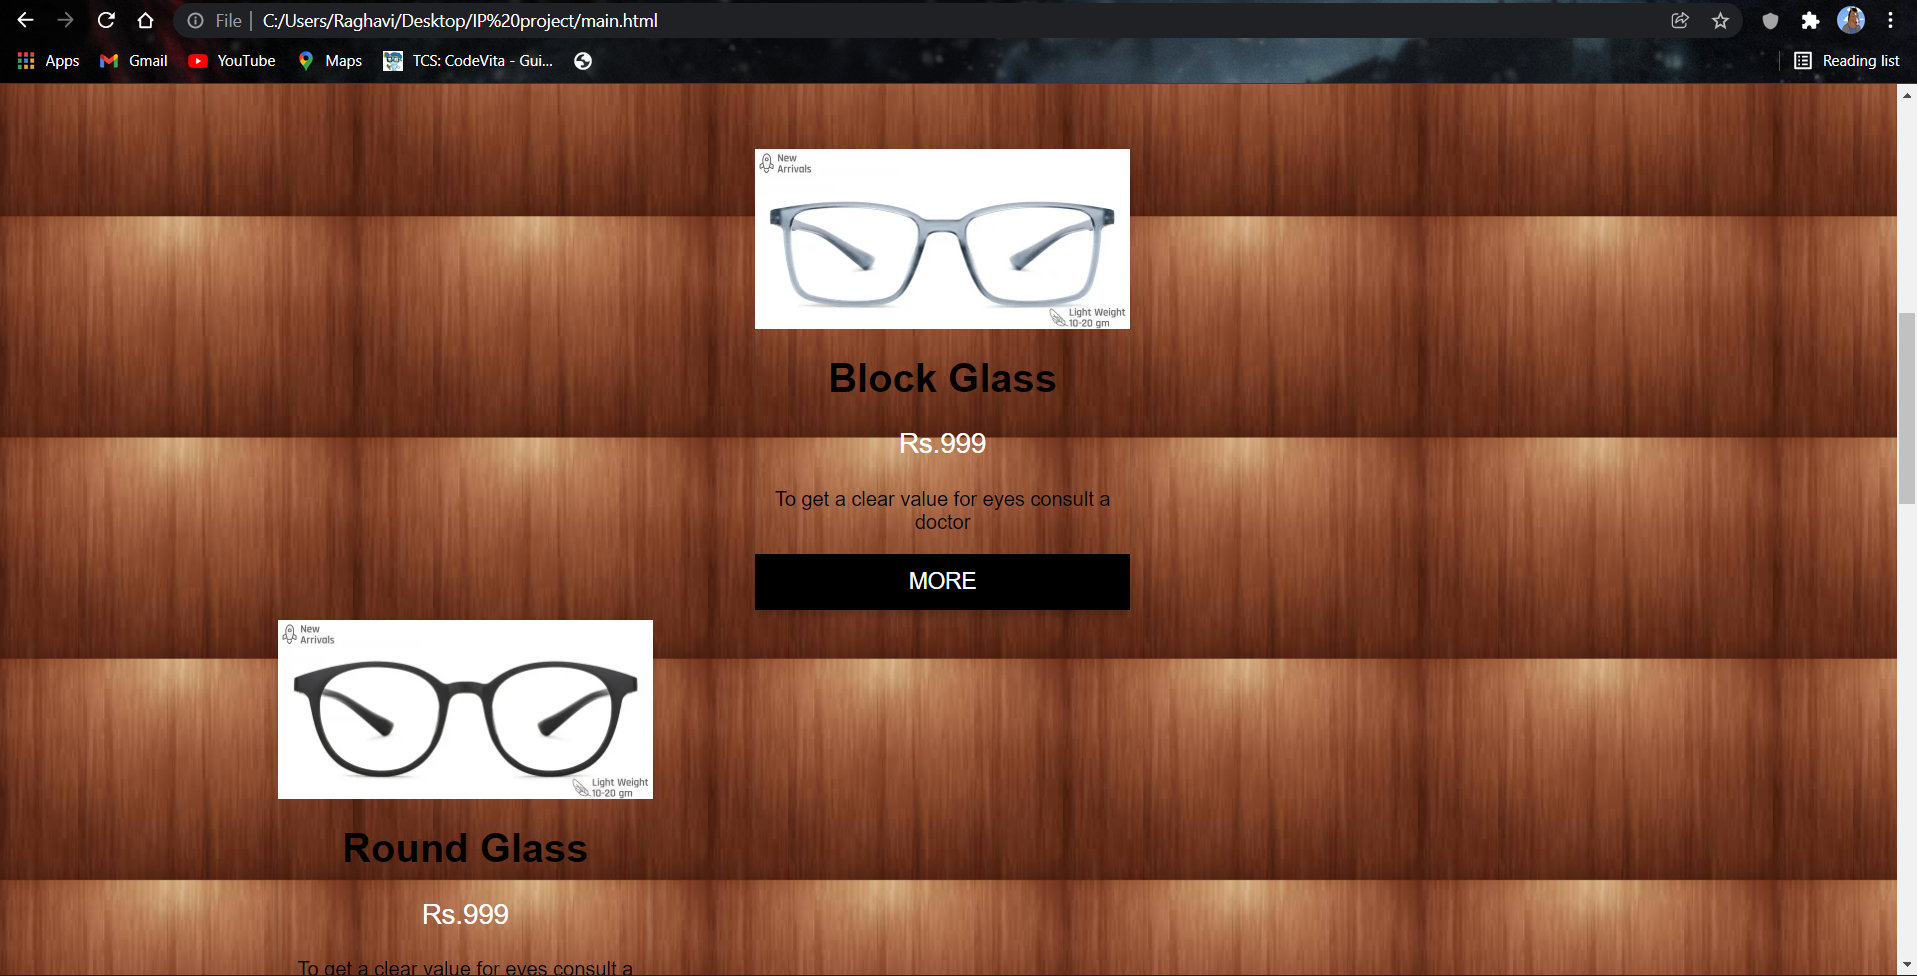 File | C:/Users/Raghavi/Desktop/IP%20project/main.html
Apps Gmail YouTube Maps TCS: CodeVita - Gui... Reading list
New
Arrivals
Light Weight
10-20 gm
Block Glass
Rs.999
To get a clear value for eyes consult a
doctor
MORE
New
Arrivals
Light Weight
10-20 gm
Round Glass
Rs.999
To get a clear value for eyes consult a